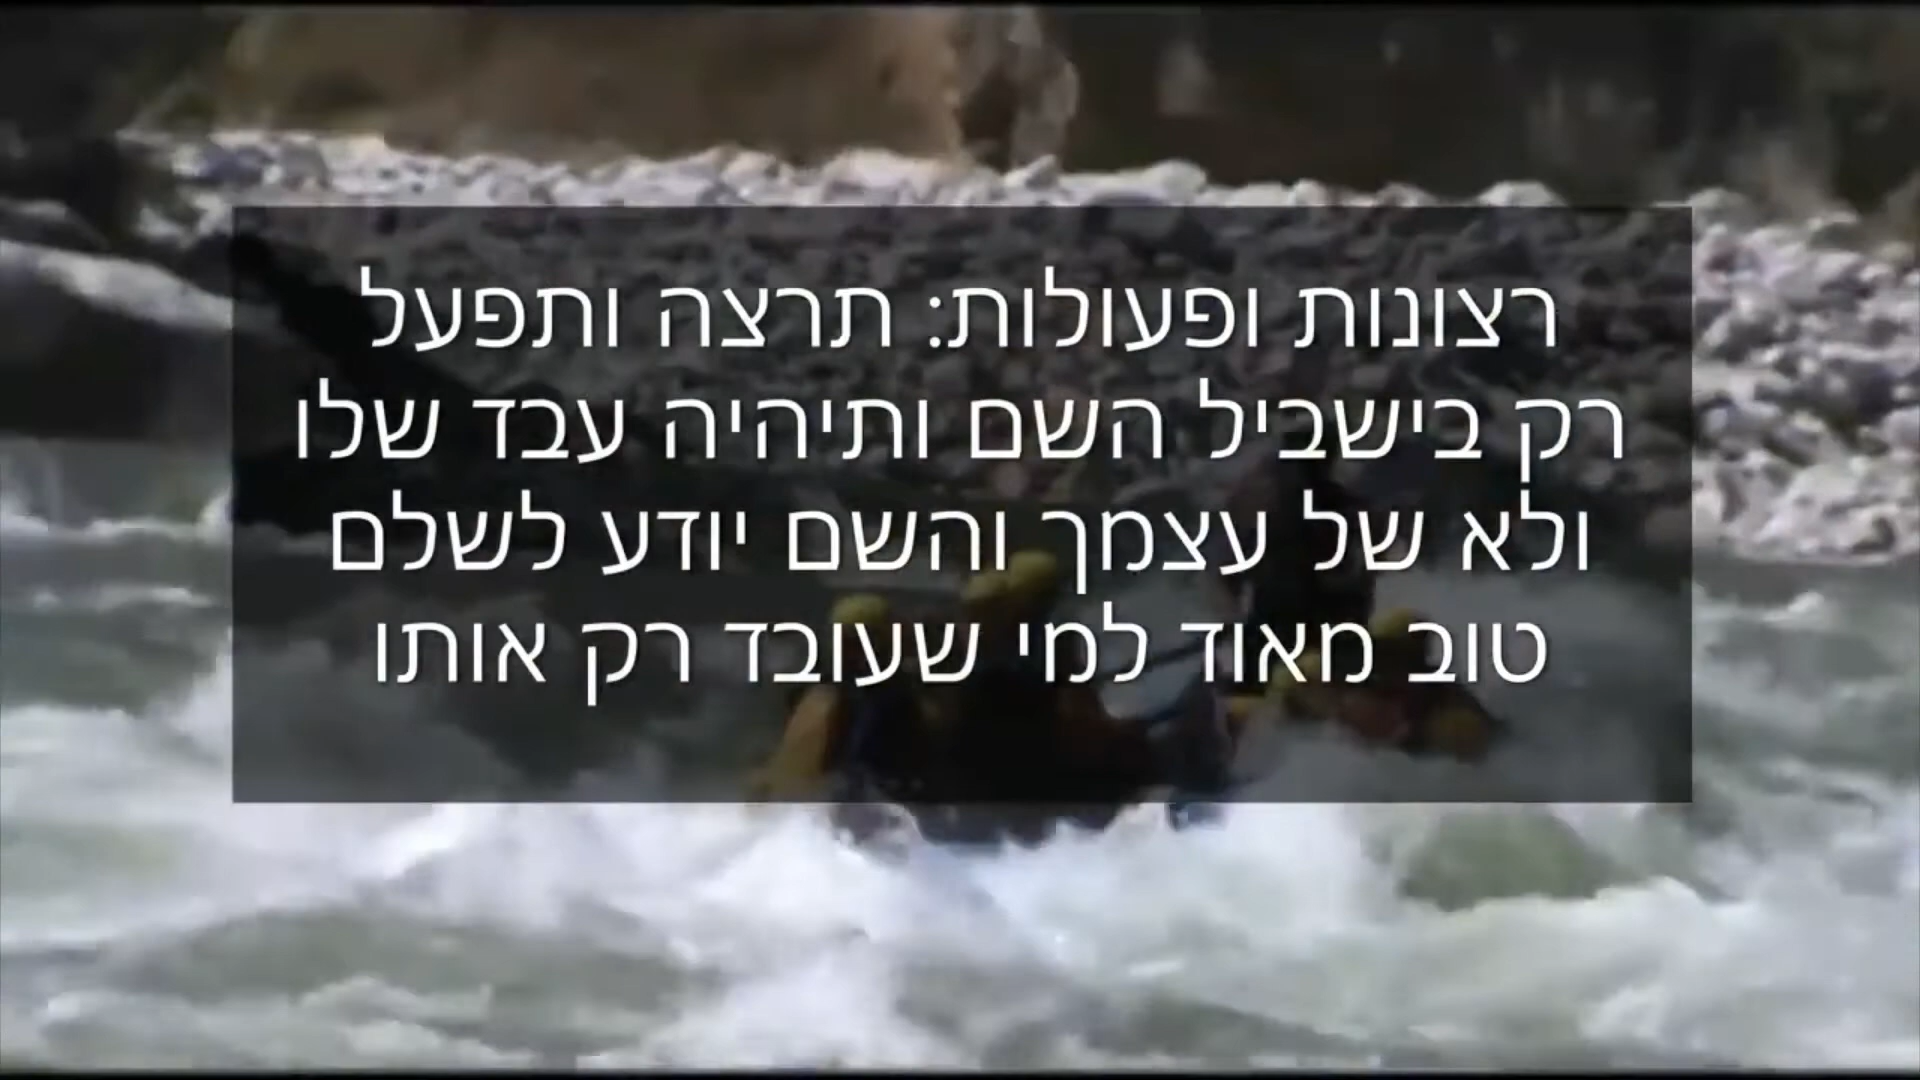 רצונות ופעולות: תרצה ותפעל
רק בישביל השם ותיהיה עבד שלו
ולא של עצמך והשם יודע לשלם
טוב מאוד למי שעובד רק אותו